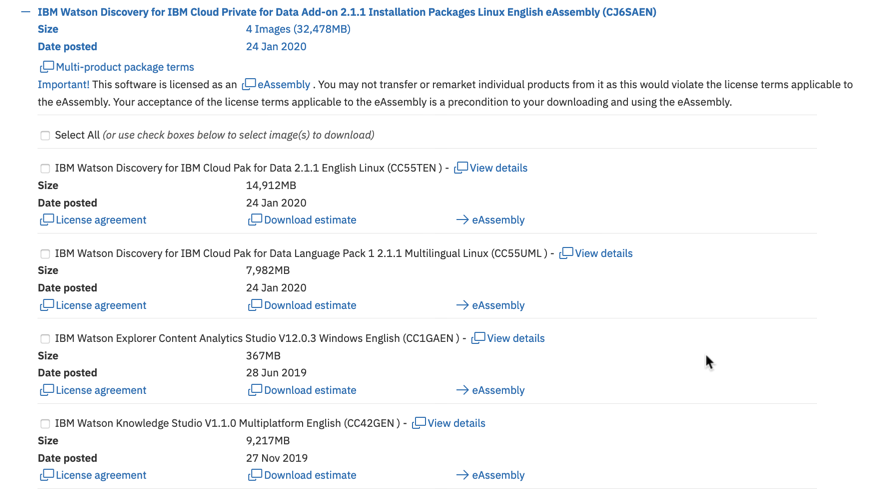 IBM Watson Discovery for IBM Cloud Private for Data Add-on 2.1.1 Installation Packages Linux English eAssembly (CJ6SAEN)
Size 4 Images (32,478MB)
Date posted 24 Jan 2020
Multi-product package terms
Important! This software is licensed as an eAssembly . You may not transfer or remarket individual products from it as this would violate the license terms applicable to
the eAssembly. Your acceptance of the license terms applicable to the eAssembly is a precondition to your downloading and using the eAssembly.
Select All (or use check boxes below to select image(s) to download)
IBM Watson Discovery for IBM Cloud Pak for Data 2.1.1 English Linux (CC55TEN ) - View details
Size 14,912MB
Date posted 24 Jan 2020
License agreement Download estimate eAssembly
IBM Watson Discovery for IBM Cloud Pak for Data Language Pack 1 2.1.1 Multilingual Linux (CC55UML ) - View details
Size 7,982MB
Date posted 24 Jan 2020
License agreement Download estimate eAssembly
IBM Watson Explorer Content Analytics Studio V12.0.3 Windows English (CC1GAEN ) - View details
Size 367MB
Date posted 28 Jun 2019
License agreement Download estimate eAssembly
IBM Watson Knowledge Studio V1.1.0 Multiplatform English (CC42GEN ) - View details
Size 9,217MB
Date posted 27 Nov 2019
License agreement Download estimate eAssembly